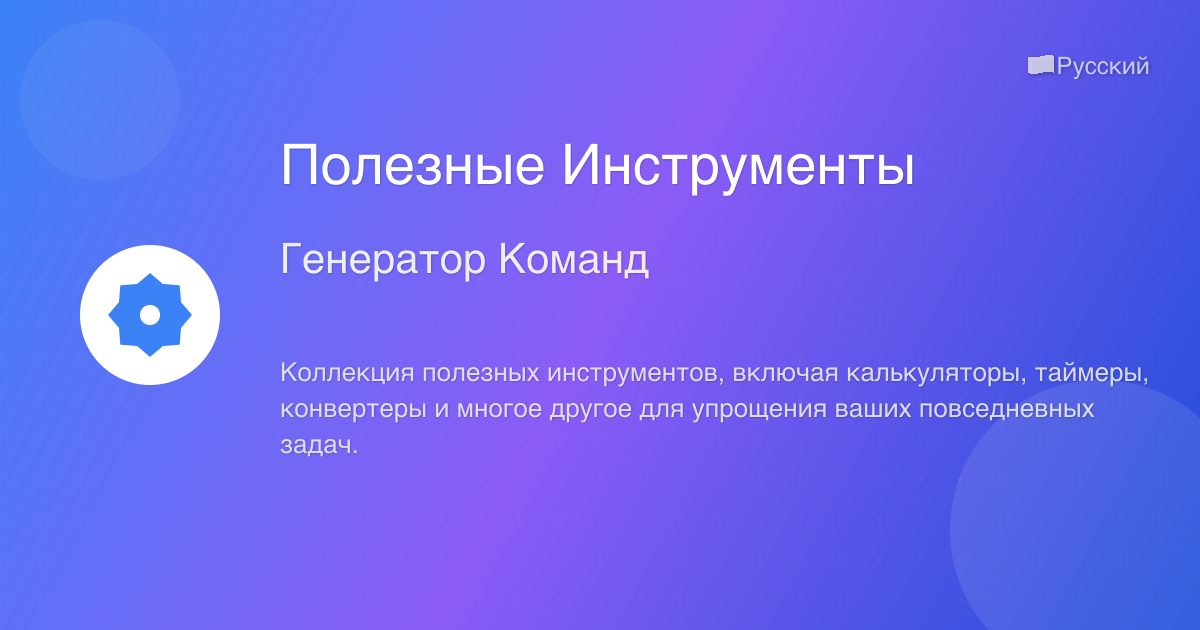 Русский
Полезные Инструменты
Генератор Команд
Коллекция полезных инструментов, включая калькуляторы, таймеры,
конвертеры и многое другое для упрощения ваших повседневных
задач.